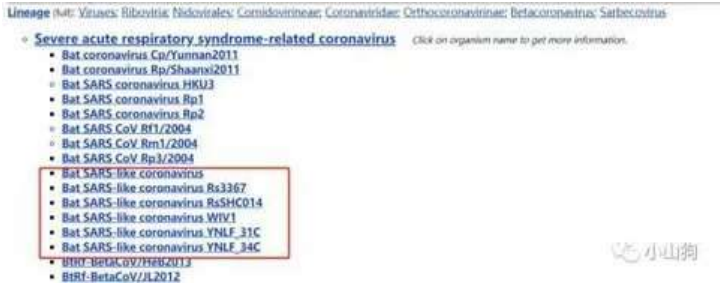 Lineage (full): Viruses; Riboviria; Nidovirales; Cornidovirineae; Coronaviridae; Orthocoronavirinae; Betacoronavirus; Sarbecovirus
Severe acute respiratory syndrome-related coronavirus Click on organism name to get more information.
Bat coronavirus Cp/Yunnan2011
Bat coronavirus Rp/Shaanxi2011
Bat SARS coronavirus HKU3
Bat SARS coronavirus Rp1
Bat SARS coronavirus Rp2
Bat SARS CoV Rf1/2004
Bat SARS CoV Rm1/2004
Bat SARS CoV Rp3/2004
Bat SARS-like coronavirus
Bat SARS-like coronavirus Rs3367
Bat SARS-like coronavirus RsSHC014
Bat SARS-like coronavirus WIV1
Bat SARS-like coronavirus YNLF_31C
Bat SARS-like coronavirus YNLF_34C
BtRf-BetaCoV/HeB2013
BtRf-BetaCoV/JL2012
小山狗